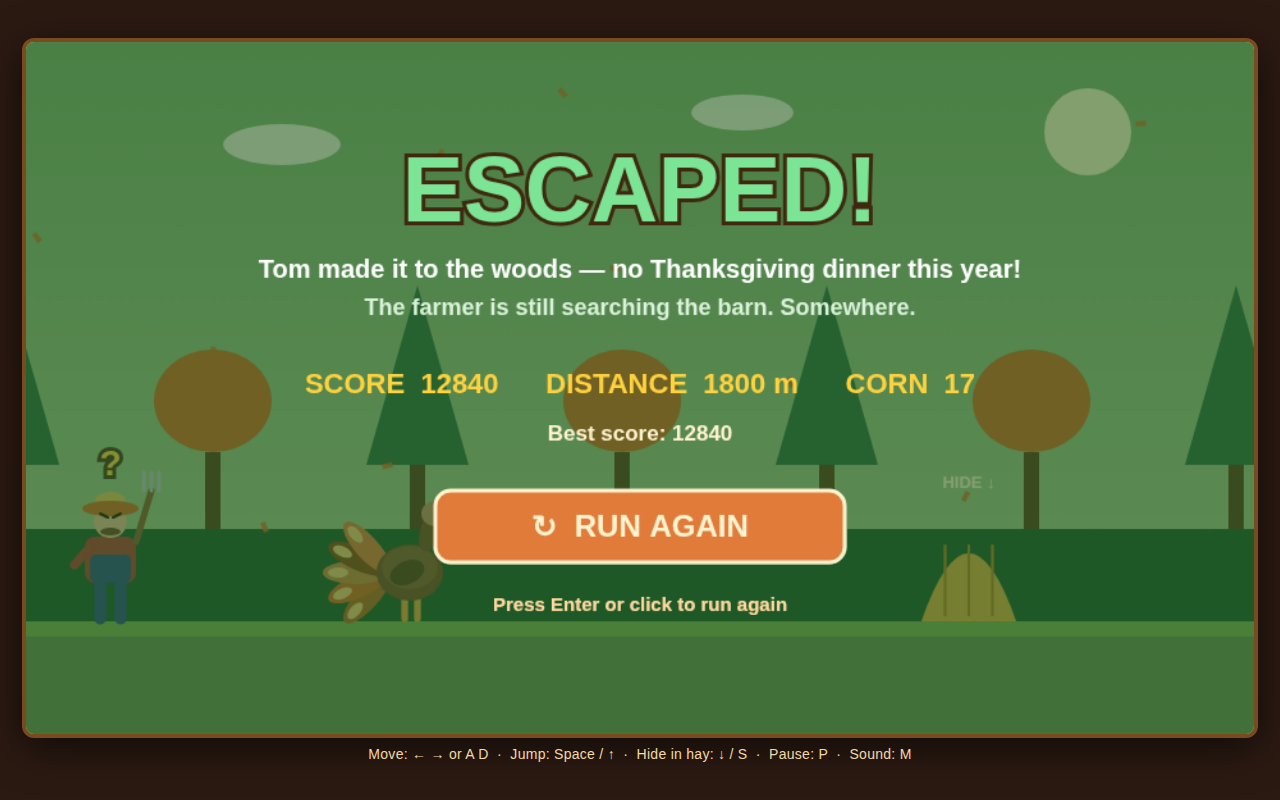 ESCAPED!
Tom made it to the woods — no Thanksgiving dinner this year!
The farmer is still searching the barn. Somewhere.
SCORE 12840 DISTANCE 1800 m CORN 17
Best score: 12840
?
HIDE ↓
↻ RUN AGAIN
Press Enter or click to run again
Move: ← → or A D · Jump: Space / ↑ · Hide in hay: ↓ / S · Pause: P · Sound: M